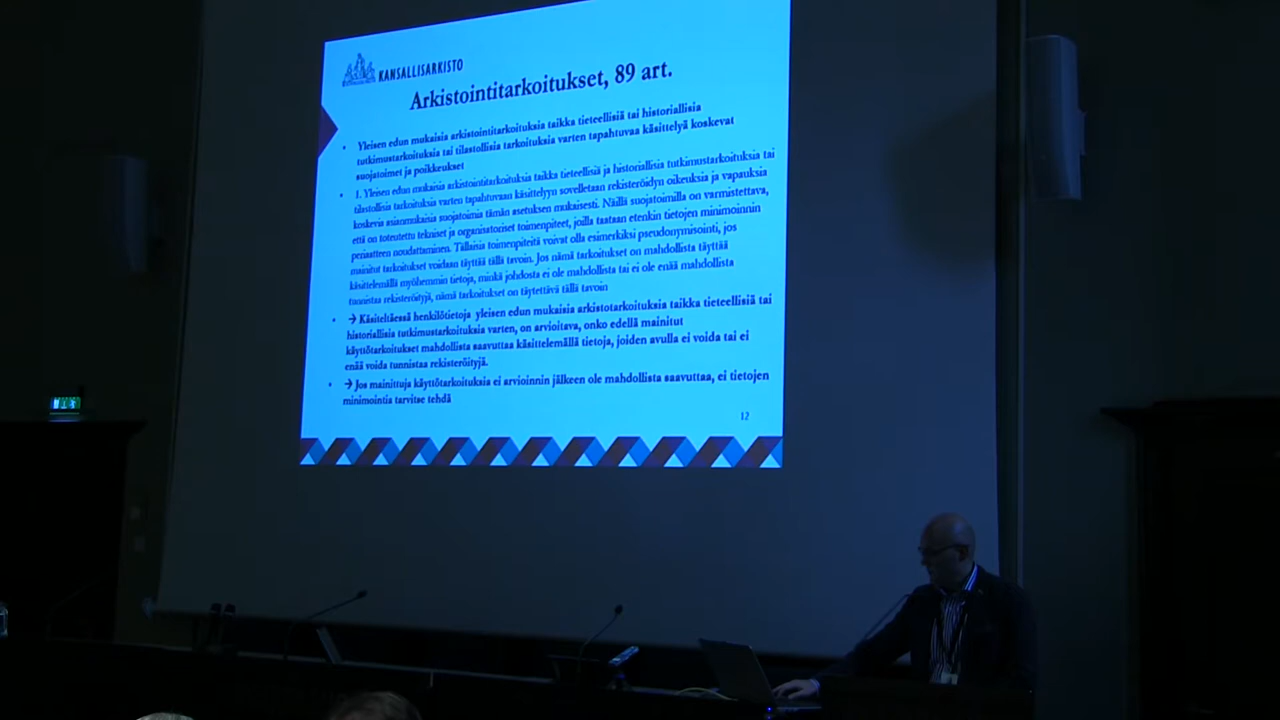 KANSALLISARKISTO
Arkistointitarkoitukset, 89 art.
• Yleisen edun mukaisia arkistointitarkoituksia taikka tieteellisiä tai historiallisia
tutkimustarkoituksia tai tilastollisia tarkoituksia varten tapahtuvaa käsittelyä koskevat
suojatoimet ja poikkeukset
• 1. Yleisen edun mukaisia arkistointitarkoituksia taikka tieteellisiä ja historiallisia tutkimustarkoituksia tai
tilastollisia tarkoituksia varten tapahtuvaan käsittelyyn sovelletaan rekisteröidyn oikeuksia ja vapauksia
koskevia asianmukaisia suojatoimia tämän asetuksen mukaisesti. Näillä suojatoimilla on varmistettava,
että on toteutettu tekniset ja organisatoriset toimenpiteet, joilla taataan etenkin tietojen minimoinnin
periaatteen noudattaminen. Tällaisia toimenpiteitä voivat olla esimerkiksi pseudonymisointi, jos
mainitut tarkoitukset voidaan täyttää tällä tavoin. Jos nämä tarkoitukset on mahdollista täyttää
käsittelemällä myöhemmin tietoja, minkä johdosta ei ole mahdollista tai ei ole enää mahdollista
tunnistaa rekisteröityjä, nämä tarkoitukset on täytettävä tällä tavoin
• → Käsiteltäessä henkilötietoja yleisen edun mukaisia arkistotarkoituksia taikka tieteellisiä tai
historiallisia tutkimustarkoituksia varten, on arvioitava, onko edellä mainitut
käyttötarkoitukset mahdollista saavuttaa käsittelemällä tietoja, joiden avulla ei voida tai ei
enää voida tunnistaa rekisteröityjä.
• → Jos mainittuja käyttötarkoituksia ei arvioinnin jälkeen ole mahdollista saavuttaa, ei tietojen
minimointia tarvitse tehdä
12